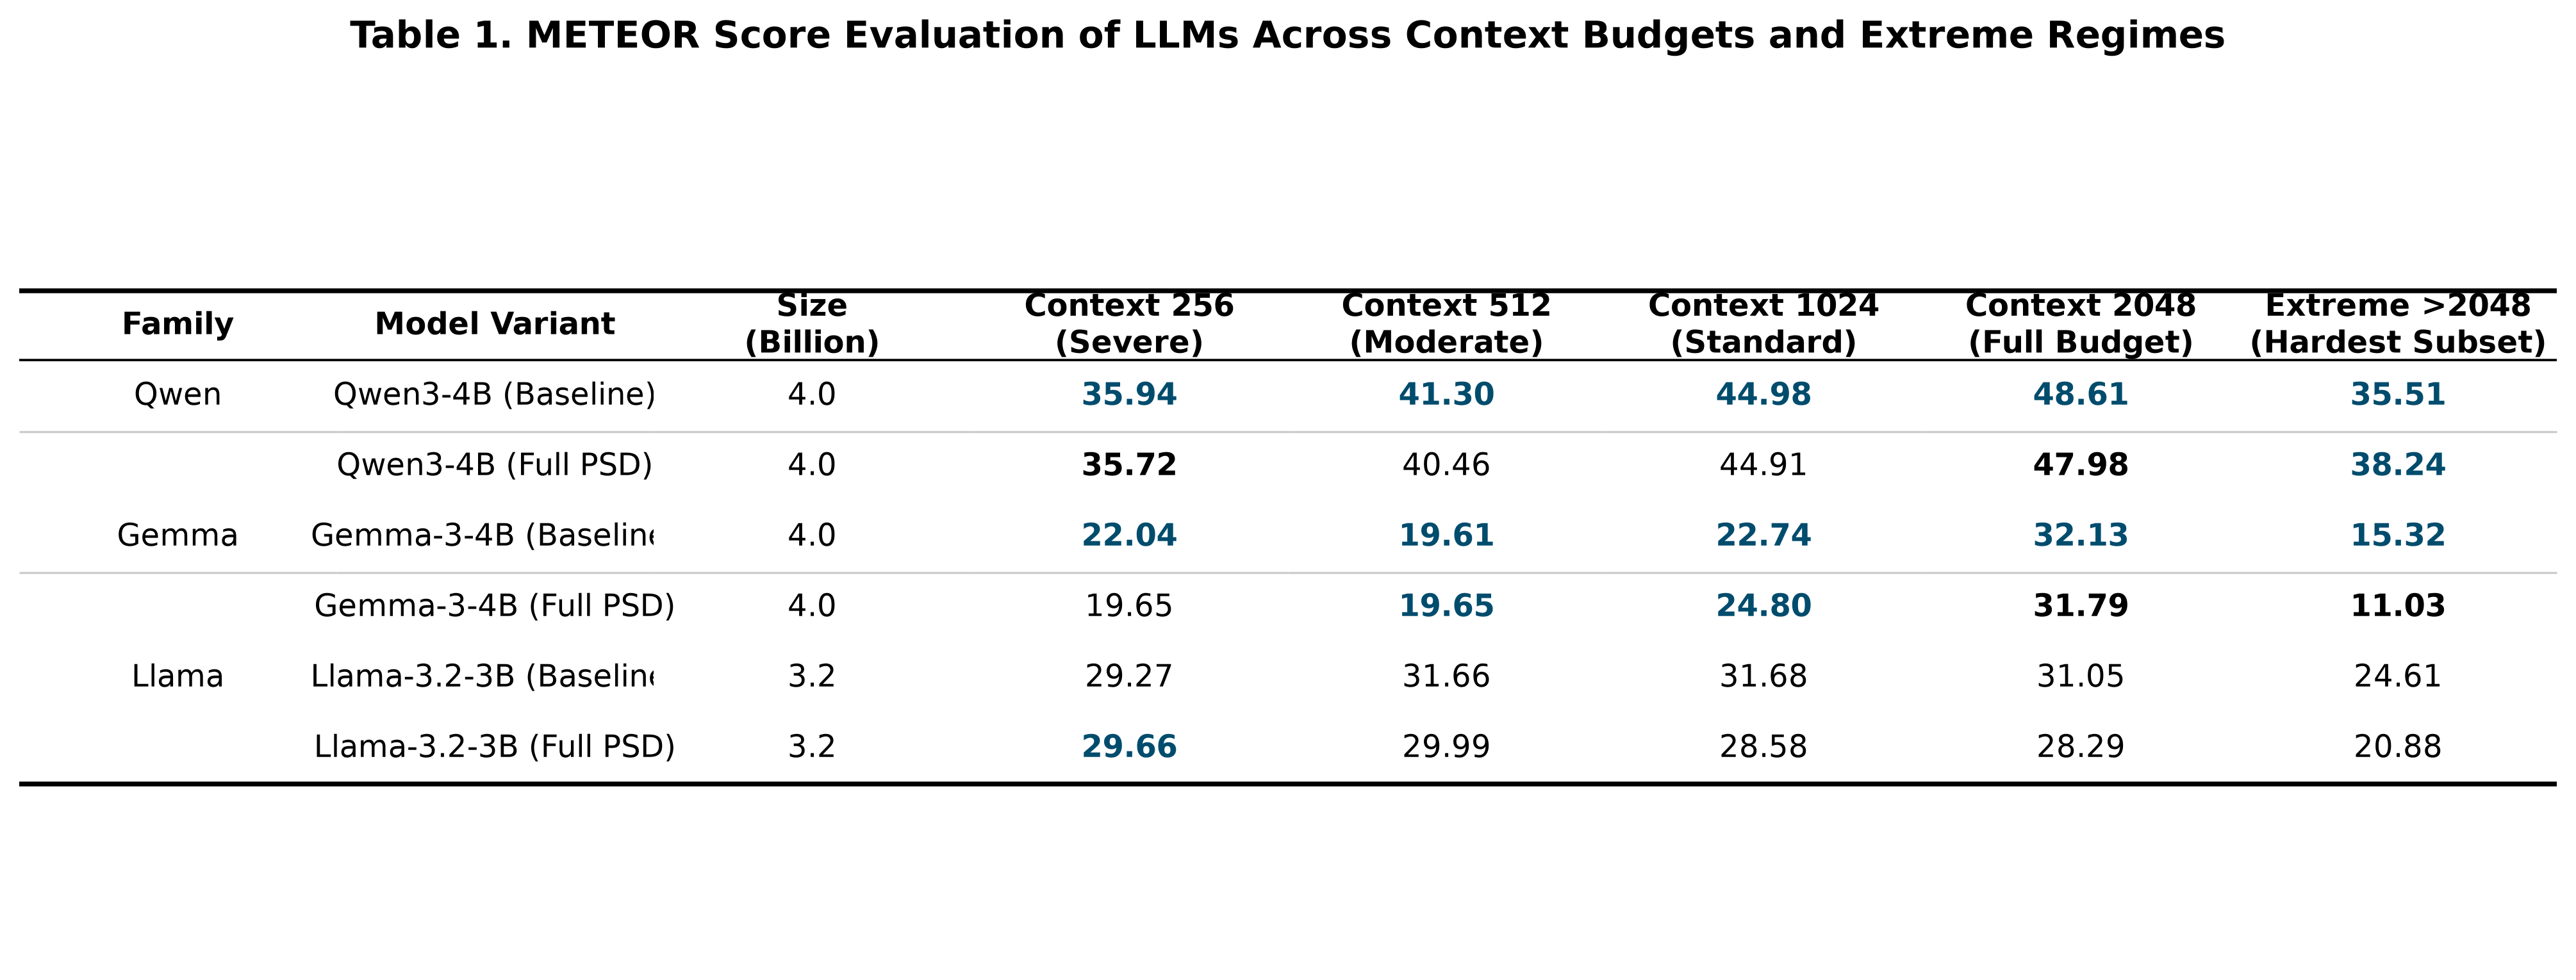 Table 1. METEOR Score Evaluation of LLMs Across Context Budgets and Extreme Regimes
Family Model Variant Size (Billion) Context 256 (Severe) Context 512 (Moderate) Context 1024 (Standard) Context 2048 (Full Budget) Extreme >2048 (Hardest Subset)
Qwen Qwen3-4B (Baseline) 4.0 35.94 41.30 44.98 48.61 35.51
Qwen3-4B (Full PSD) 4.0 35.72 40.46 44.91 47.98 38.24
Gemma Gemma-3-4B (Baseline 4.0 22.04 19.61 22.74 32.13 15.32
Gemma-3-4B (Full PSD) 4.0 19.65 19.65 24.80 31.79 11.03
Llama Llama-3.2-3B (Baseline 3.2 29.27 31.66 31.68 31.05 24.61
Llama-3.2-3B (Full PSD) 3.2 29.66 29.99 28.58 28.29 20.88